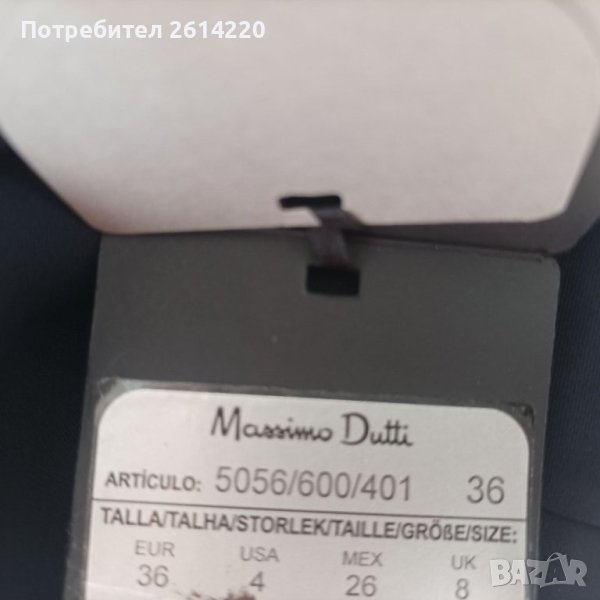 Потребител 2614220
Massimo Dutti
ARTÍCULO: 5056/600/401 36
TALLA/TALHA/STORLEK/TAILLE/GRÖßE/SIZE:
EUR USA MEX UK
36 4 26 8
BAZAR